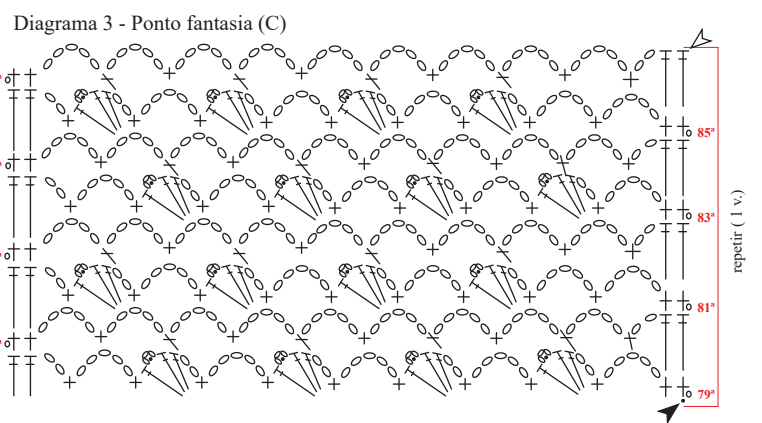 Diagrama 3 - Ponto fantasia (C)
85ª
83ª
81ª
79ª
repetir ( 1 v.)